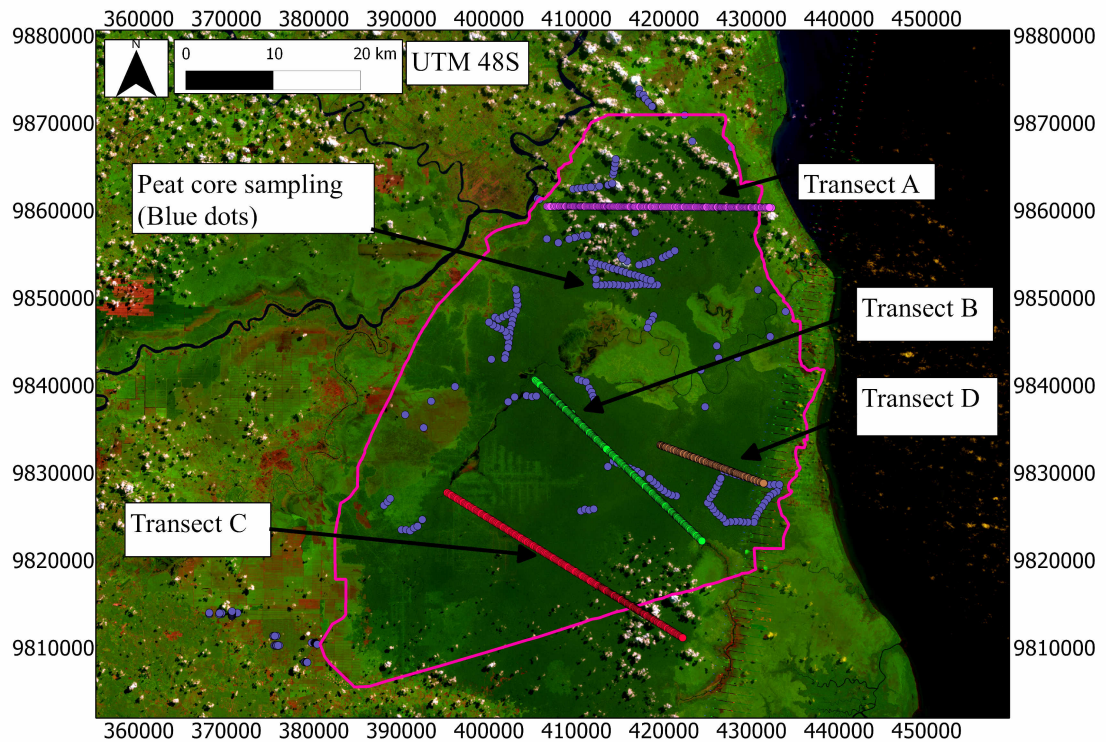 360000 370000 380000 390000 400000 410000 420000 430000 440000 450000
9880000 9880000
N
0 10 20 km
UTM 48S
9870000 9870000
Peat core sampling
(Blue dots)
Transect A
9860000 9860000
9850000 9850000
Transect B
9840000 9840000
Transect D
9830000 9830000
Transect C
9820000 9820000
9810000 9810000
360000 370000 380000 390000 400000 410000 420000 430000 440000 450000